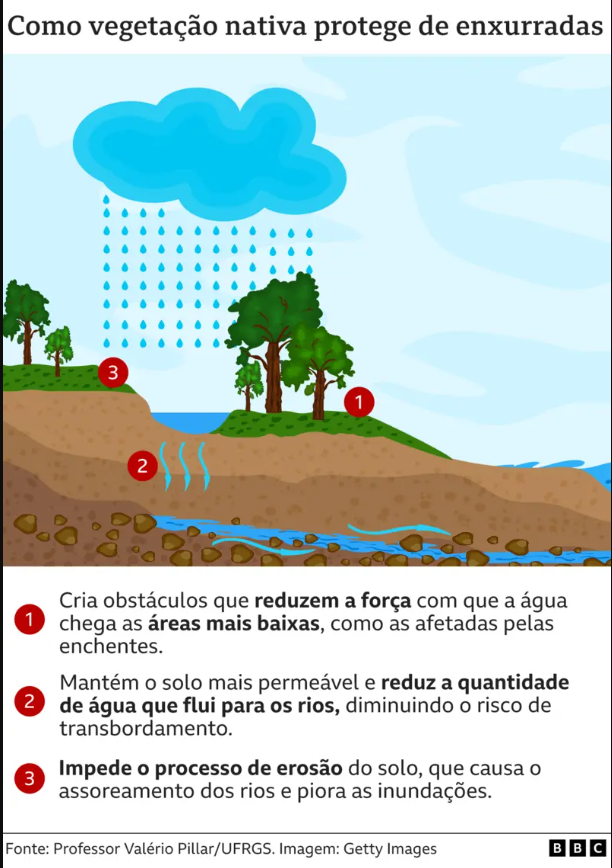 Como vegetação nativa protege de enxurradas
3
1
2
1
Cria obstáculos que reduzem a força com que a água
chega as áreas mais baixas, como as afetadas pelas
enchentes.
2
Mantém o solo mais permeável e reduz a quantidade
de água que flui para os rios, diminuindo o risco de
transbordamento.
3
Impede o processo de erosão do solo, que causa o
assoreamento dos rios e piora as inundações.
Fonte: Professor Valério Pillar/UFRGS. Imagem: Getty Images
BBC